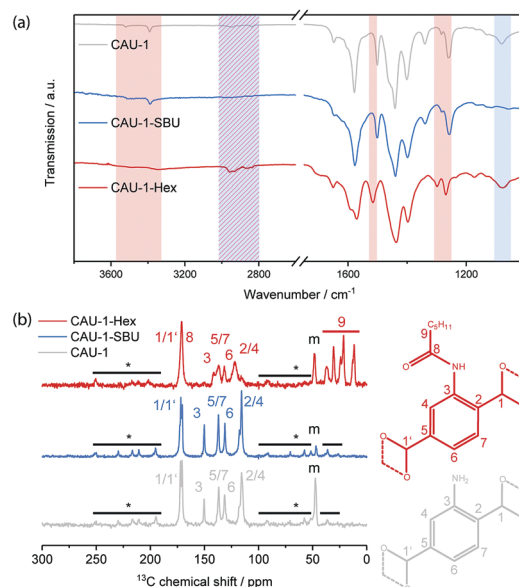 (a)
CAU-1
CAU-1-SBU
CAU-1-Hex
Transmission / a.u.
3600 3200 2800 1600 1400 1200 1000
Wavenumber / cm⁻¹
(b)
CAU-1-Hex
CAU-1-SBU
CAU-1
* 1/1' 8 3 5/7 6 2/4 * m 9
* 1/1' 3 5/7 6 2/4 * m
* 1/1' 3 5/7 6 2/4 * m
300 250 200 150 100 50 0
¹³C chemical shift / ppm
C₅H₁₁
9
O 8
NH
3
4 2 O
5 1
1' 6 7
O
O
NH₂
3
4 2 O
5 1
1' 6 7
O
O